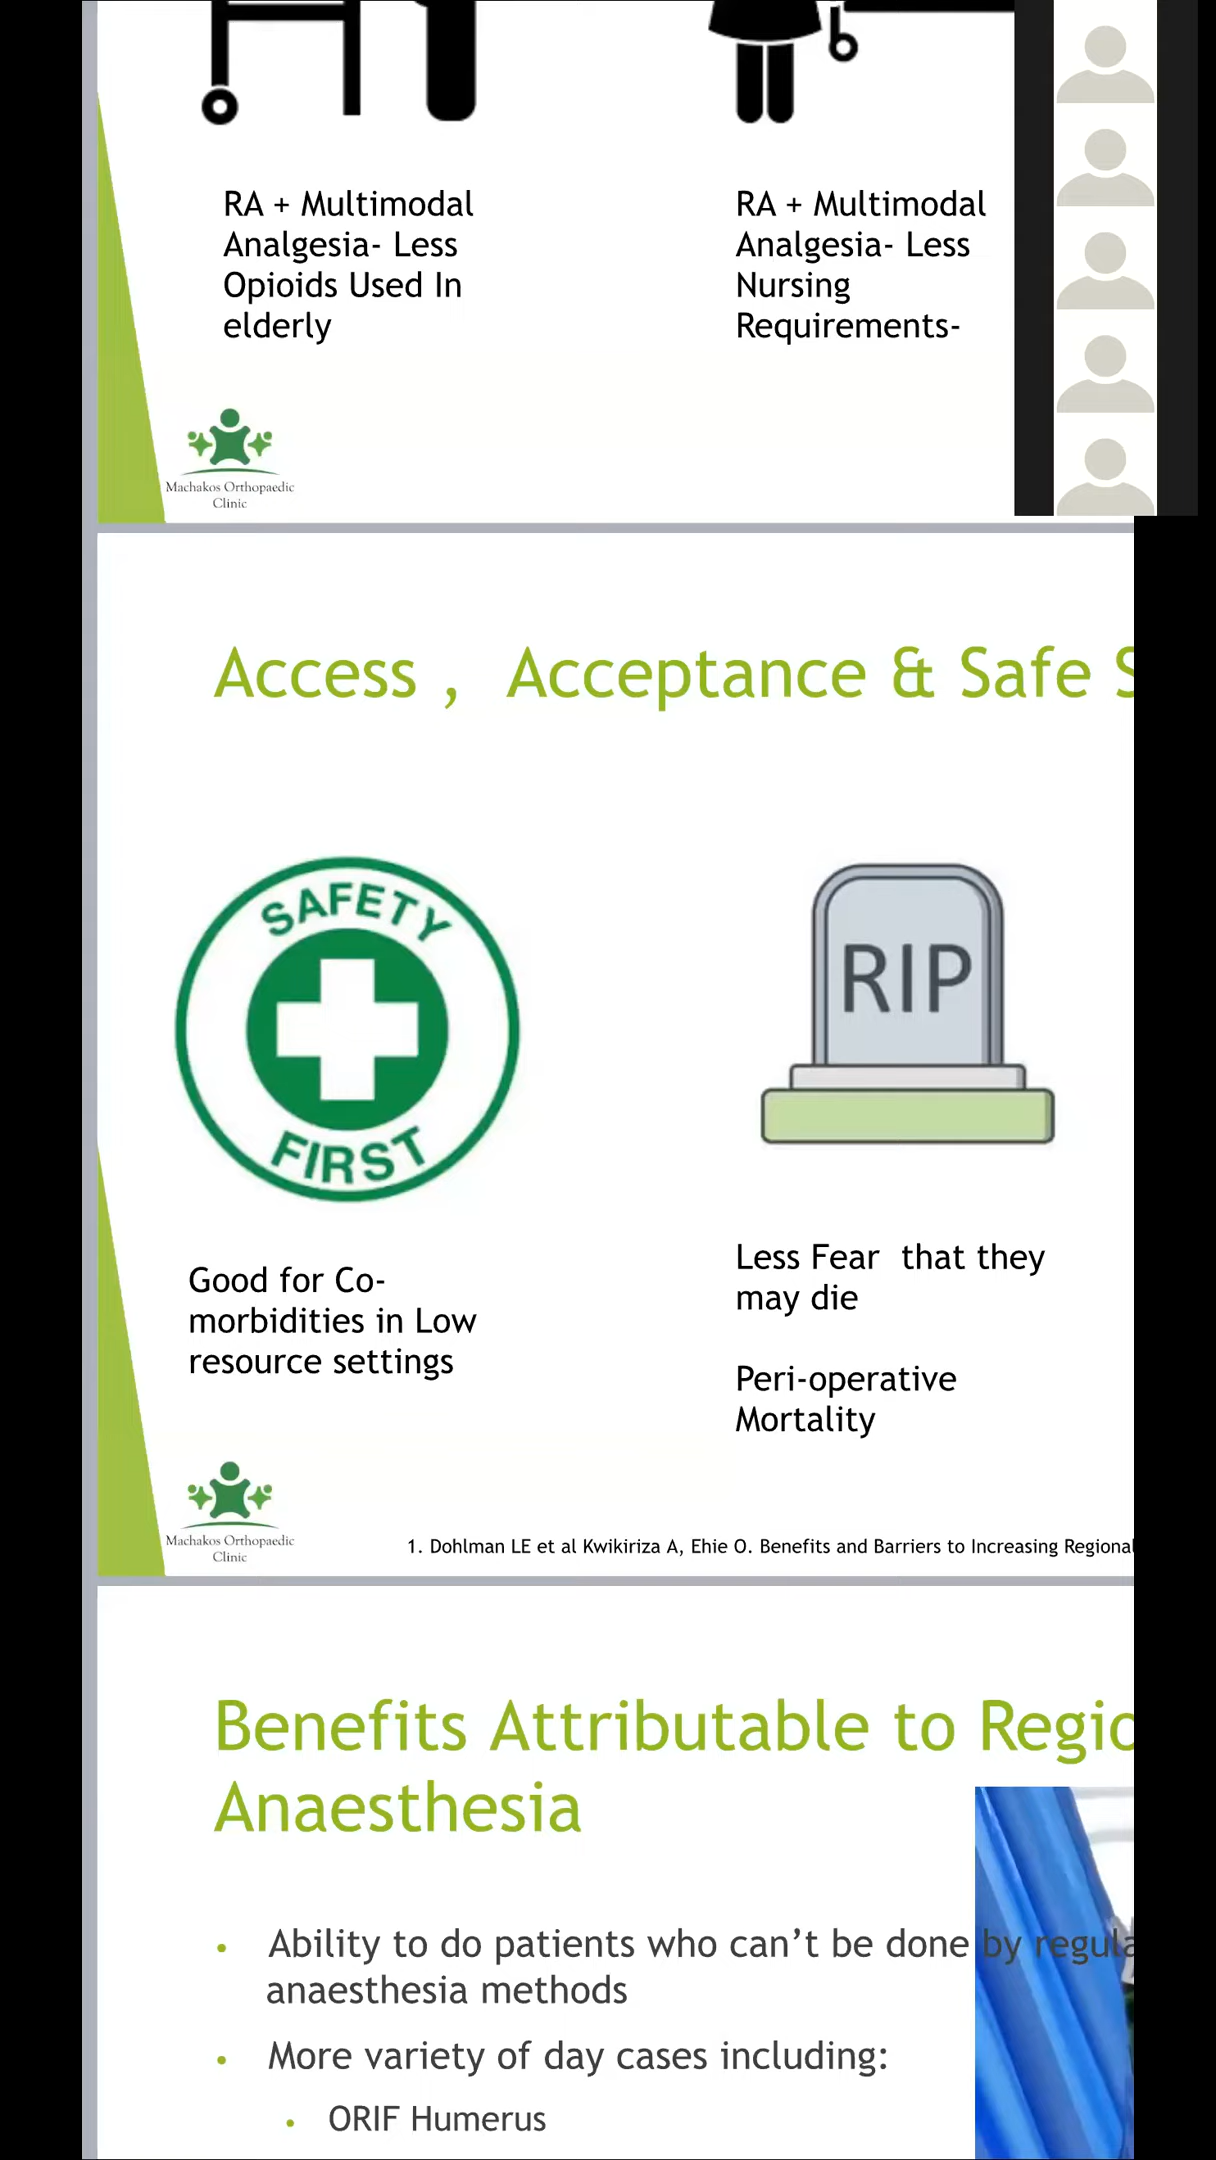 RA + Multimodal
Analgesia- Less
Opioids Used In
elderly
RA + Multimodal
Analgesia- Less
Nursing
Requirements-
Machakos Orthopaedic
Clinic
Access , Acceptance & Safe
SAFETY
FIRST
RIP
Good for Co-
morbidities in Low
resource settings
Less Fear that they
may die
Peri-operative
Mortality
Machakos Orthopaedic
Clinic
1. Dohlman LE et al Kwikiriza A, Ehie O. Benefits and Barriers to Increasing Regional
Benefits Attributable to
Anaesthesia
• Ability to do patients who can’t be done by
anaesthesia methods
• More variety of day cases including:
• ORIF Humerus